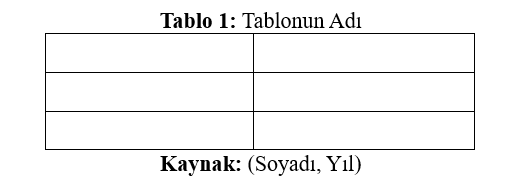 Tablo 1: Tablonun Adı
Kaynak: (Soyadı, Yıl)